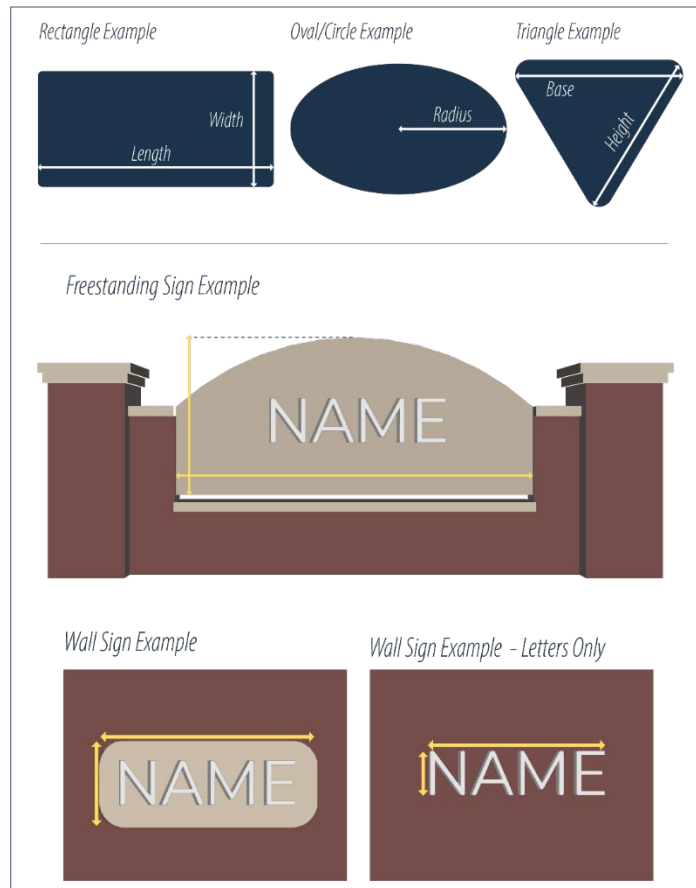 Rectangle Example
Oval/Circle Example
Triangle Example
Width
Length
Radius
Base
Height
Freestanding Sign Example
NAME
Wall Sign Example
Wall Sign Example - Letters Only
NAME
NAME